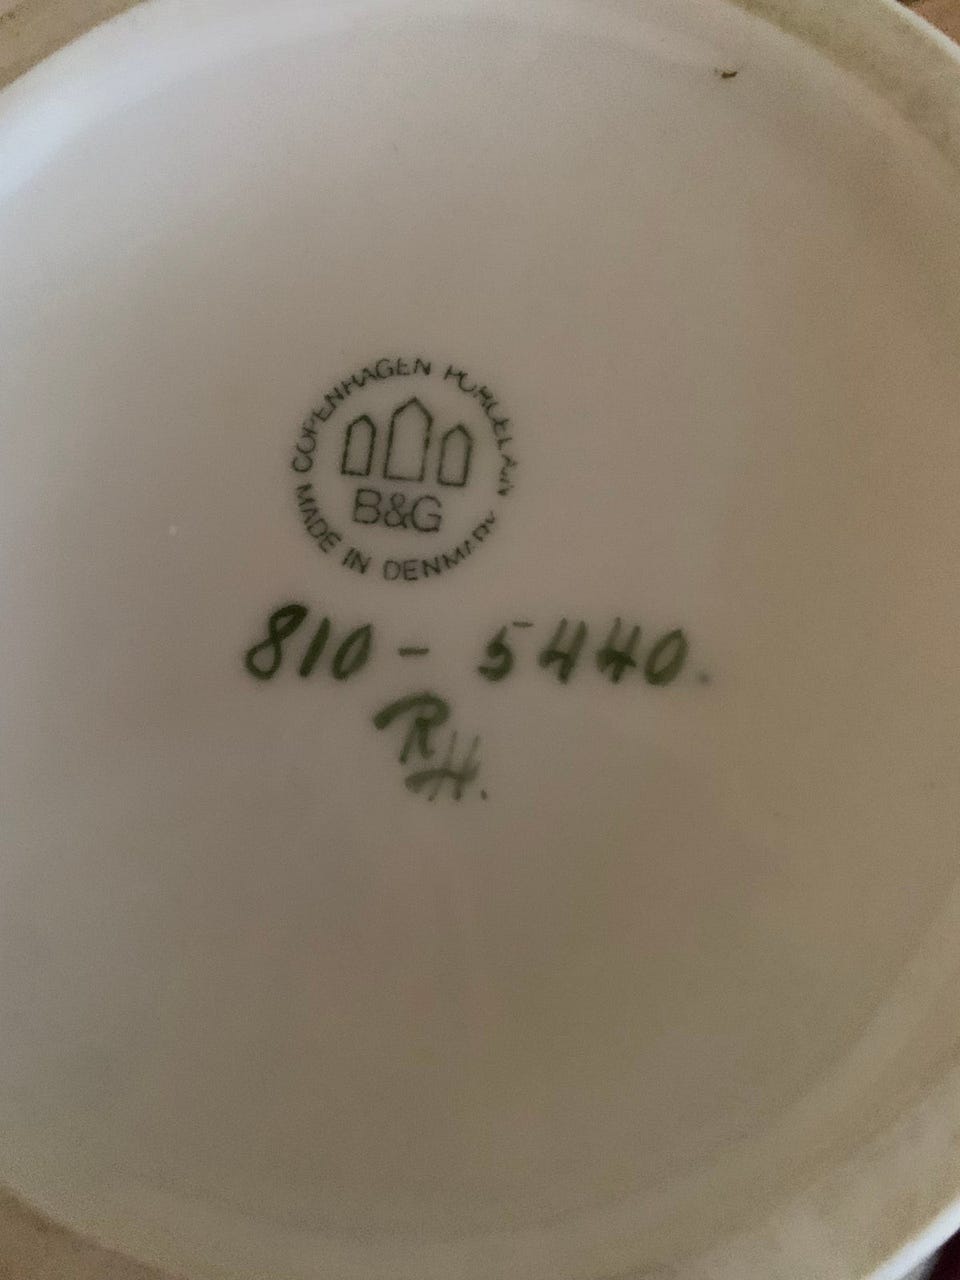 COPENHAGEN PORCELAIN
B&G
MADE IN DENMARK
810 - 5440.
RH.